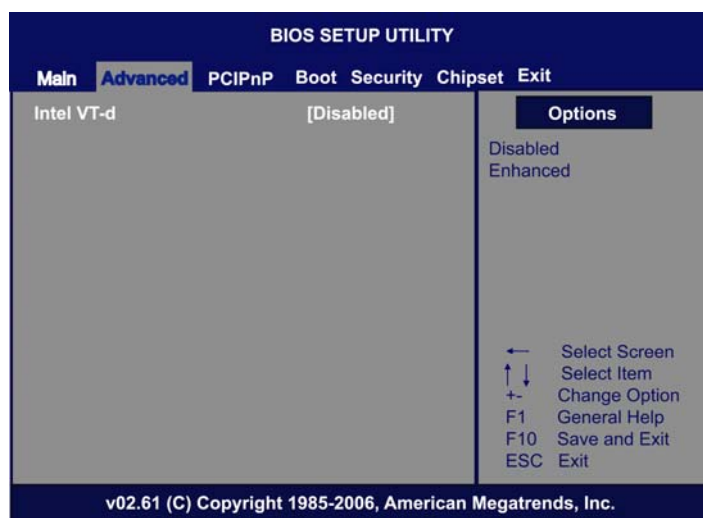 BIOS SETUP UTILITY
Main Advanced PCIPnP Boot Security Chipset Exit
Intel VT-d [Disabled]
Options
Disabled
Enhanced
← Select Screen
↑ ↓ Select Item
+- Change Option
F1 General Help
F10 Save and Exit
ESC Exit
v02.61 (C) Copyright 1985-2006, American Megatrends, Inc.